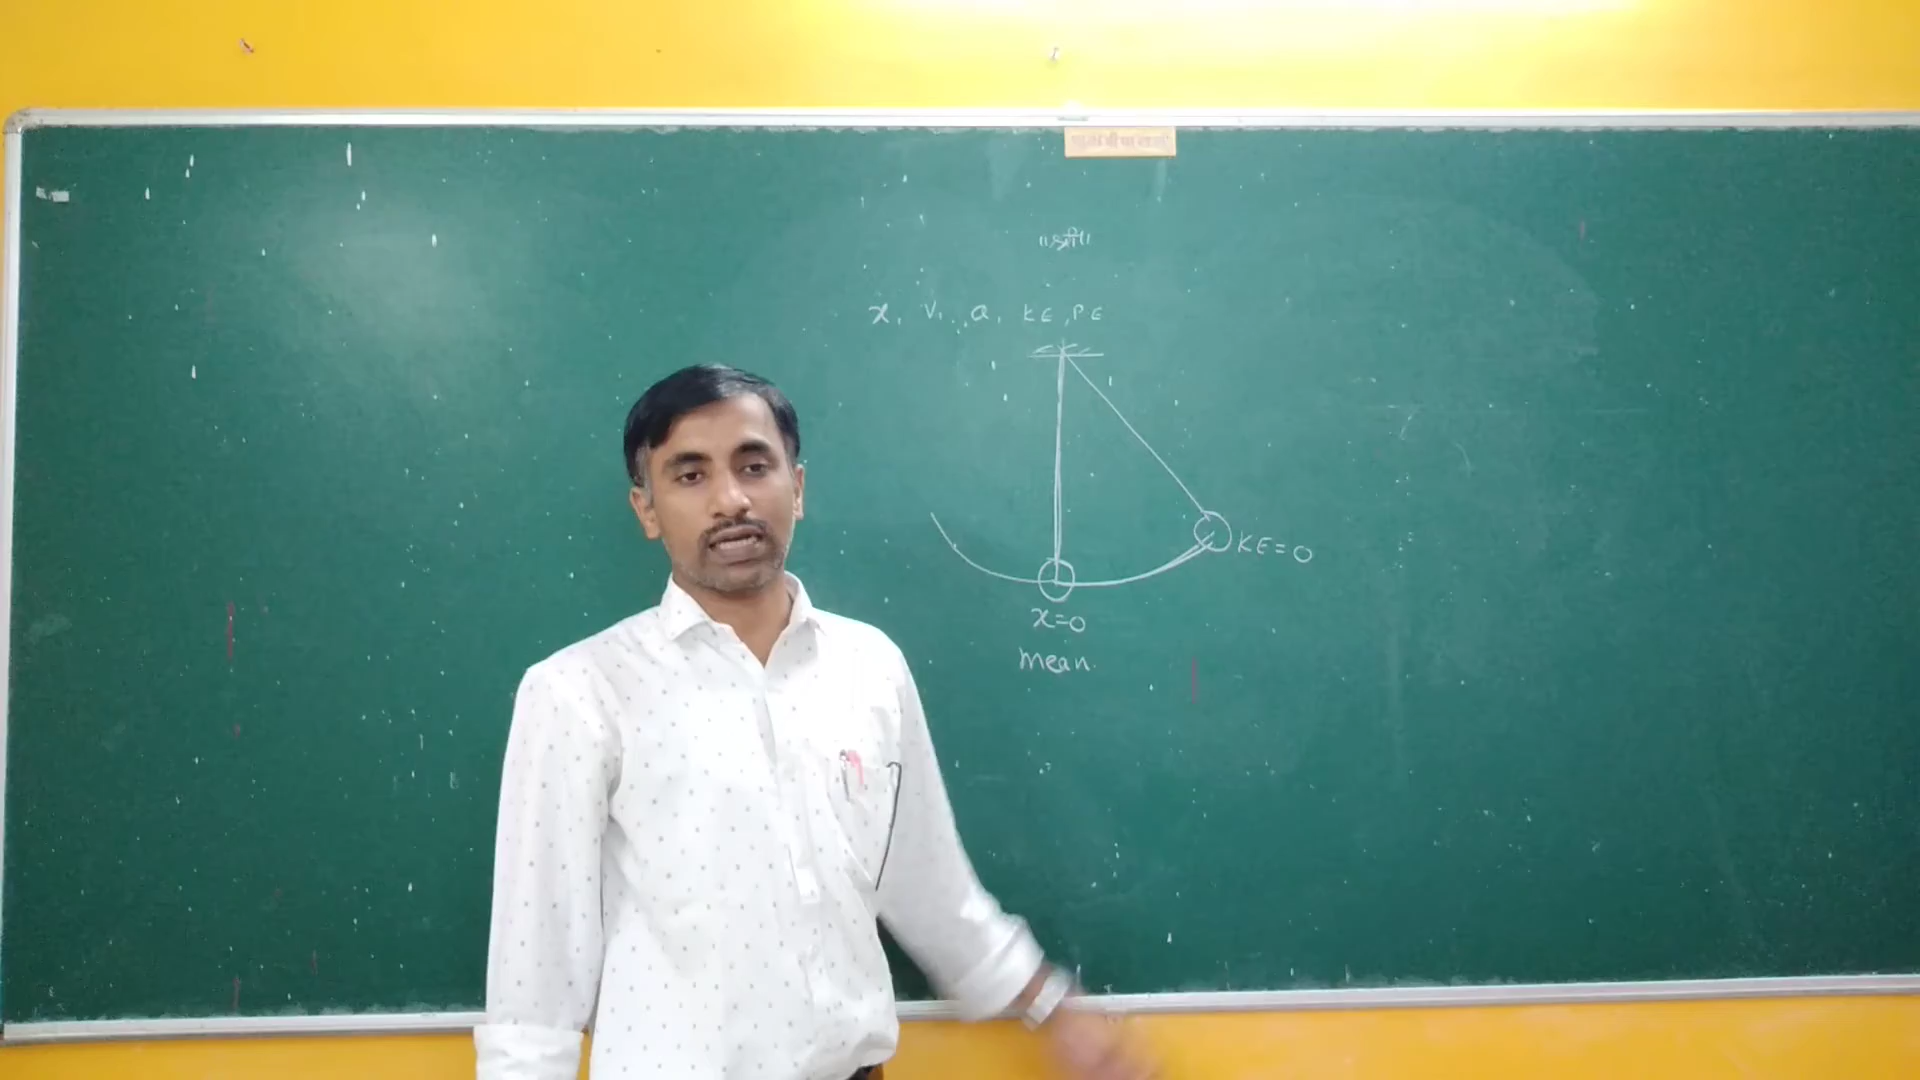 "श्री"
x, v, a, KE, PE
KE=0
x=0
mean.